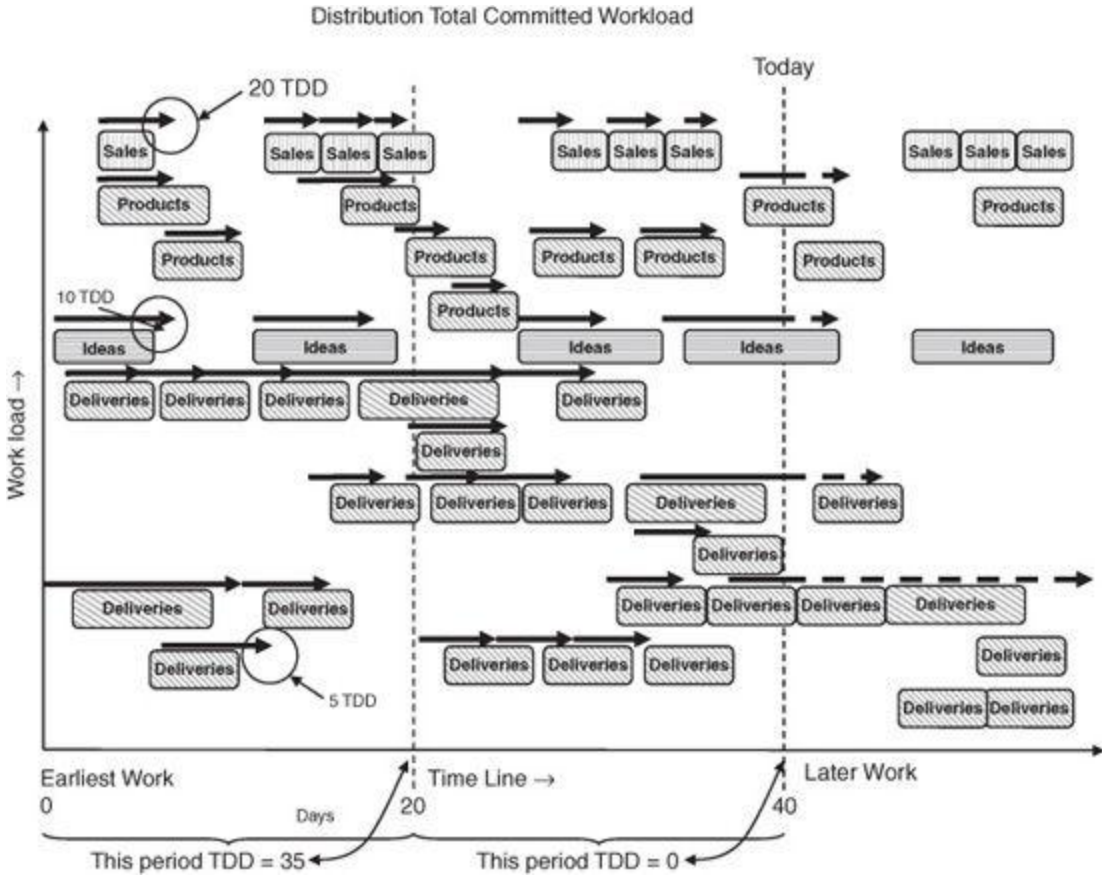 Distribution Total Committed Workload
Today
20 TDD
Sales
Sales Sales Sales
Sales Sales Sales
Sales Sales Sales
Products
Products
Products
Products
Products
Products
Products
Products
Products
Products
Products
10 TDD
Ideas
Ideas
Ideas
Ideas
Ideas
Deliveries Deliveries Deliveries Deliveries Deliveries
Deliveries
Deliveries Deliveries Deliveries Deliveries Deliveries
Deliveries
Deliveries Deliveries Deliveries Deliveries Deliveries Deliveries
Deliveries Deliveries Deliveries Deliveries Deliveries
5 TDD
Deliveries Deliveries
Work load →
Earliest Work
Time Line →
Later Work
0
Days
20
40
This period TDD = 35
This period TDD = 0